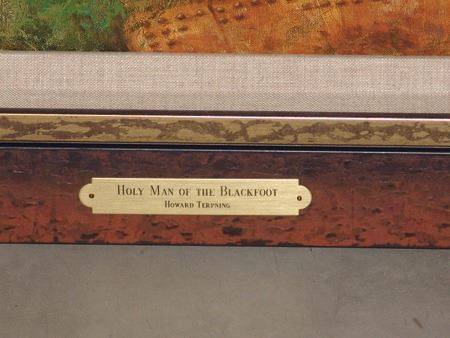 Holy Man of the Blackfoot
Howard Terpning